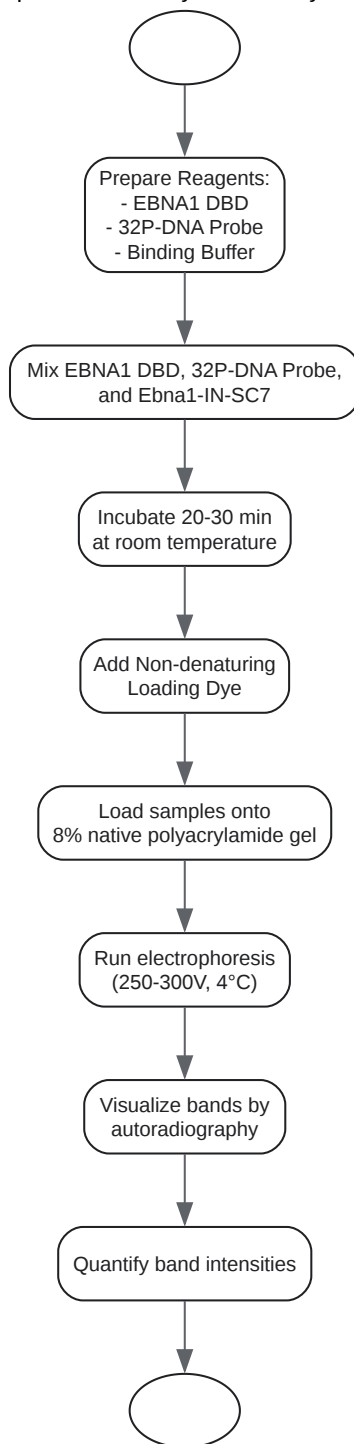 Prepare Reagents:
- EBNA1 DBD
- 32P-DNA Probe
- Binding Buffer
Mix EBNA1 DBD, 32P-DNA Probe,
and Ebna1-IN-SC7
Incubate 20-30 min
at room temperature
Add Non-denaturing
Loading Dye
Load samples onto
8% native polyacrylamide gel
Run electrophoresis
(250-300V, 4°C)
Visualize bands by
autoradiography
Quantify band intensities